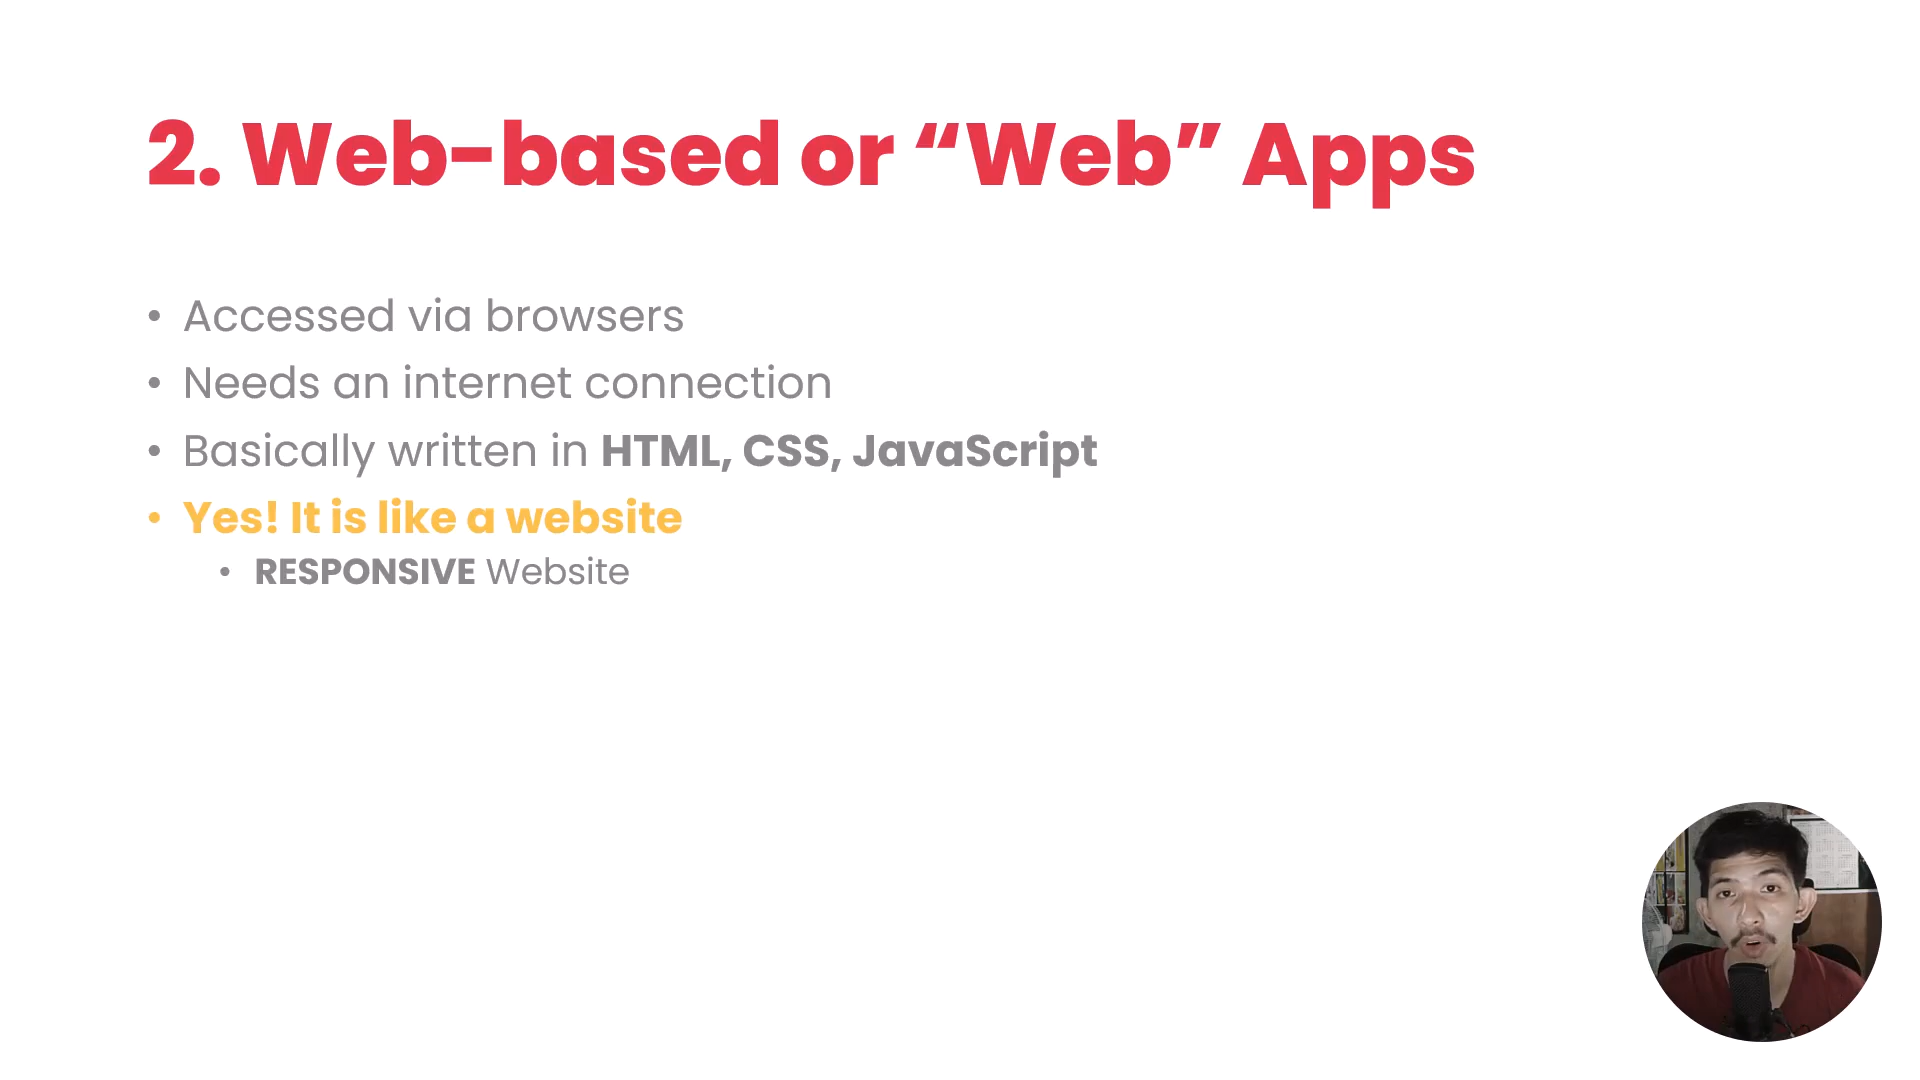 2. Web-based or “Web” Apps
• Accessed via browsers
• Needs an internet connection
• Basically written in HTML, CSS, JavaScript
• Yes! It is like a website
• RESPONSIVE Website